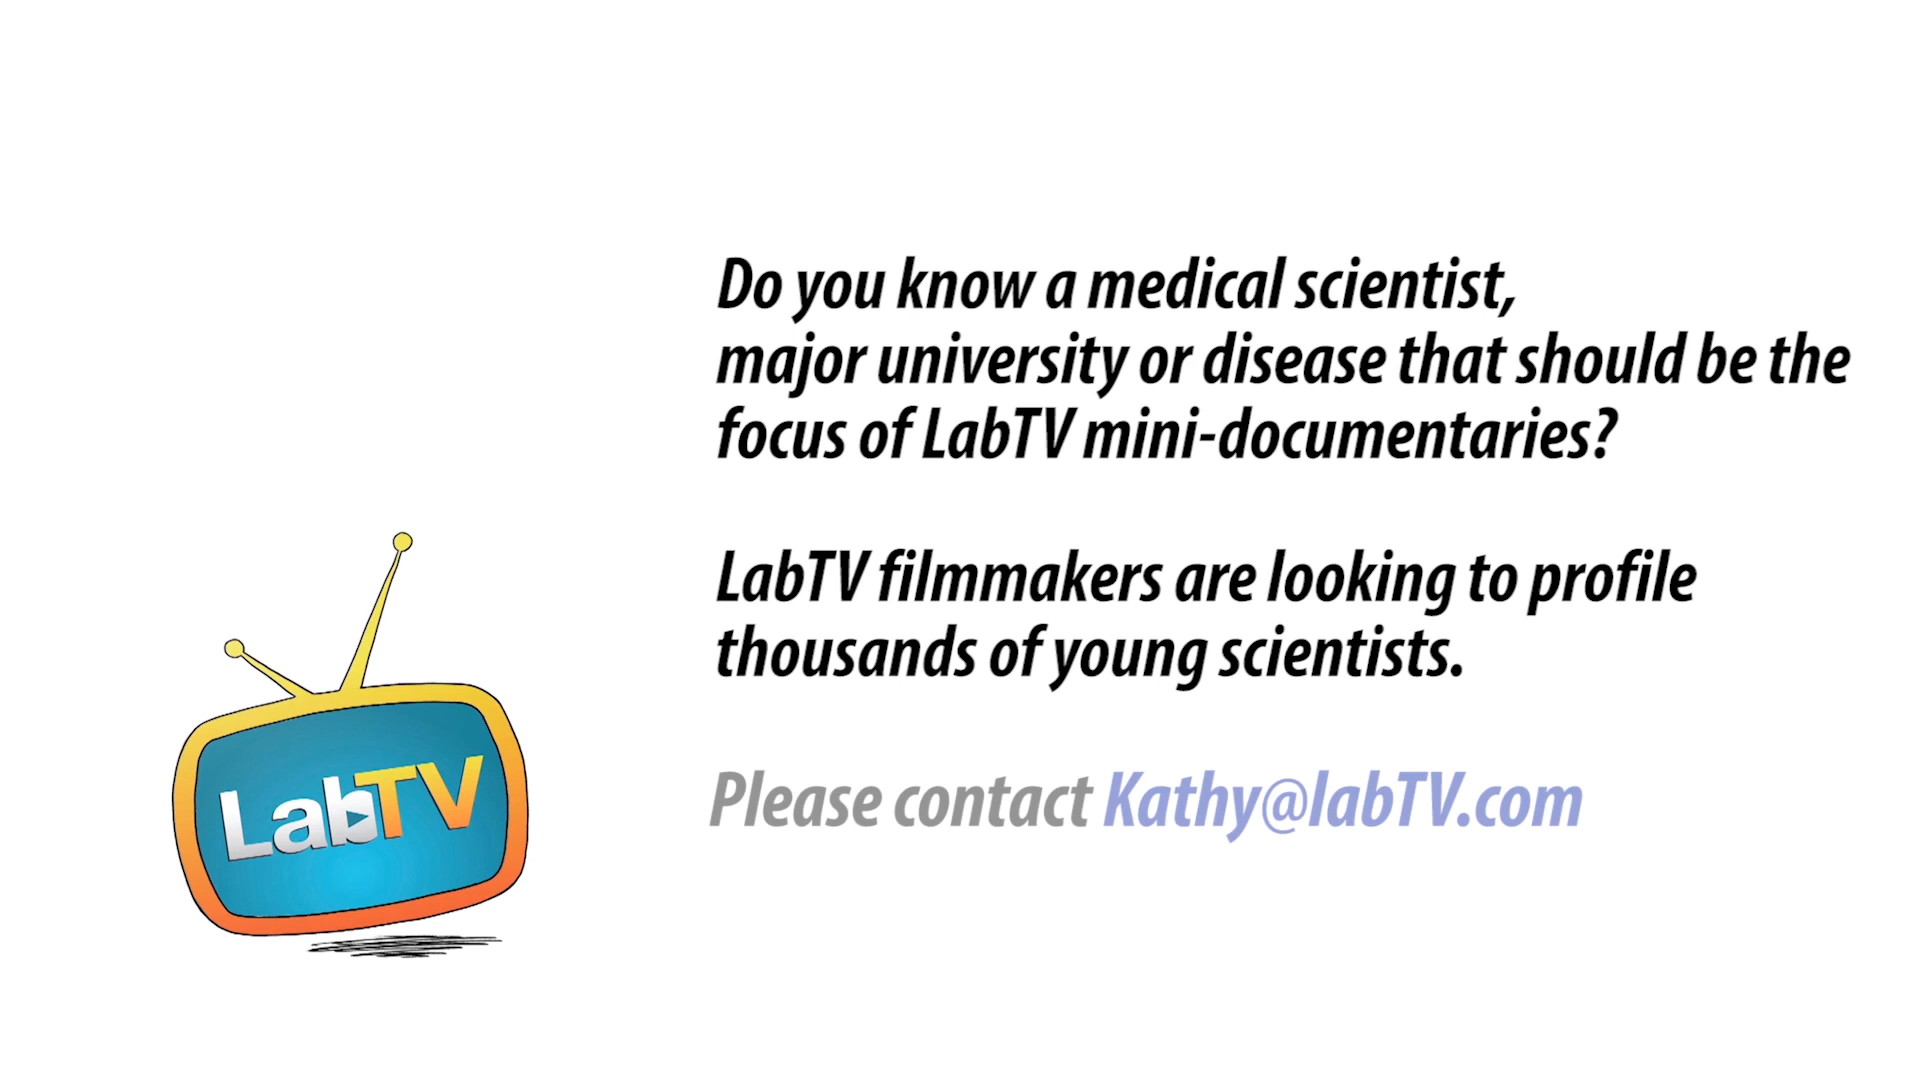 Do you know a medical scientist,
major university or disease that should be the
focus of LabTV mini-documentaries?
LabTV filmmakers are looking to profile
thousands of young scientists.
Please contact Kathy@labTV.com
LabTV